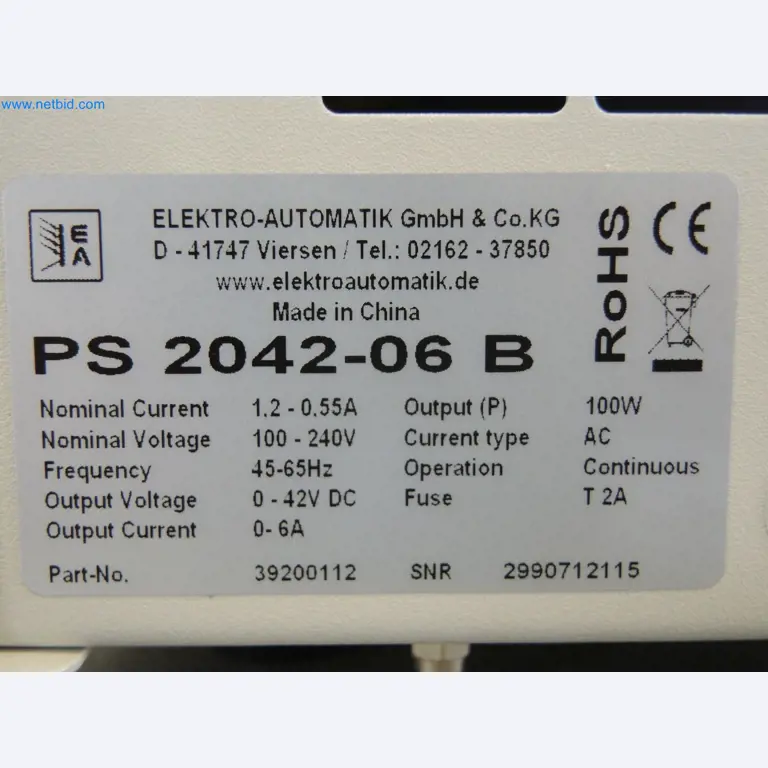 www.netbid.com
EA
ELEKTRO-AUTOMATIK GmbH & Co.KG
D - 41747 Viersen / Tel.: 02162 - 37850
www.elektroautomatik.de
Made in China
RoHS
CE
PS 2042-06 B
Nominal Current 1.2 - 0.55A Output (P) 100W
Nominal Voltage 100 - 240V Current type AC
Frequency 45-65Hz Operation Continuous
Output Voltage 0 - 42V DC Fuse T 2A
Output Current 0- 6A
Part-No. 39200112 SNR 2990712115